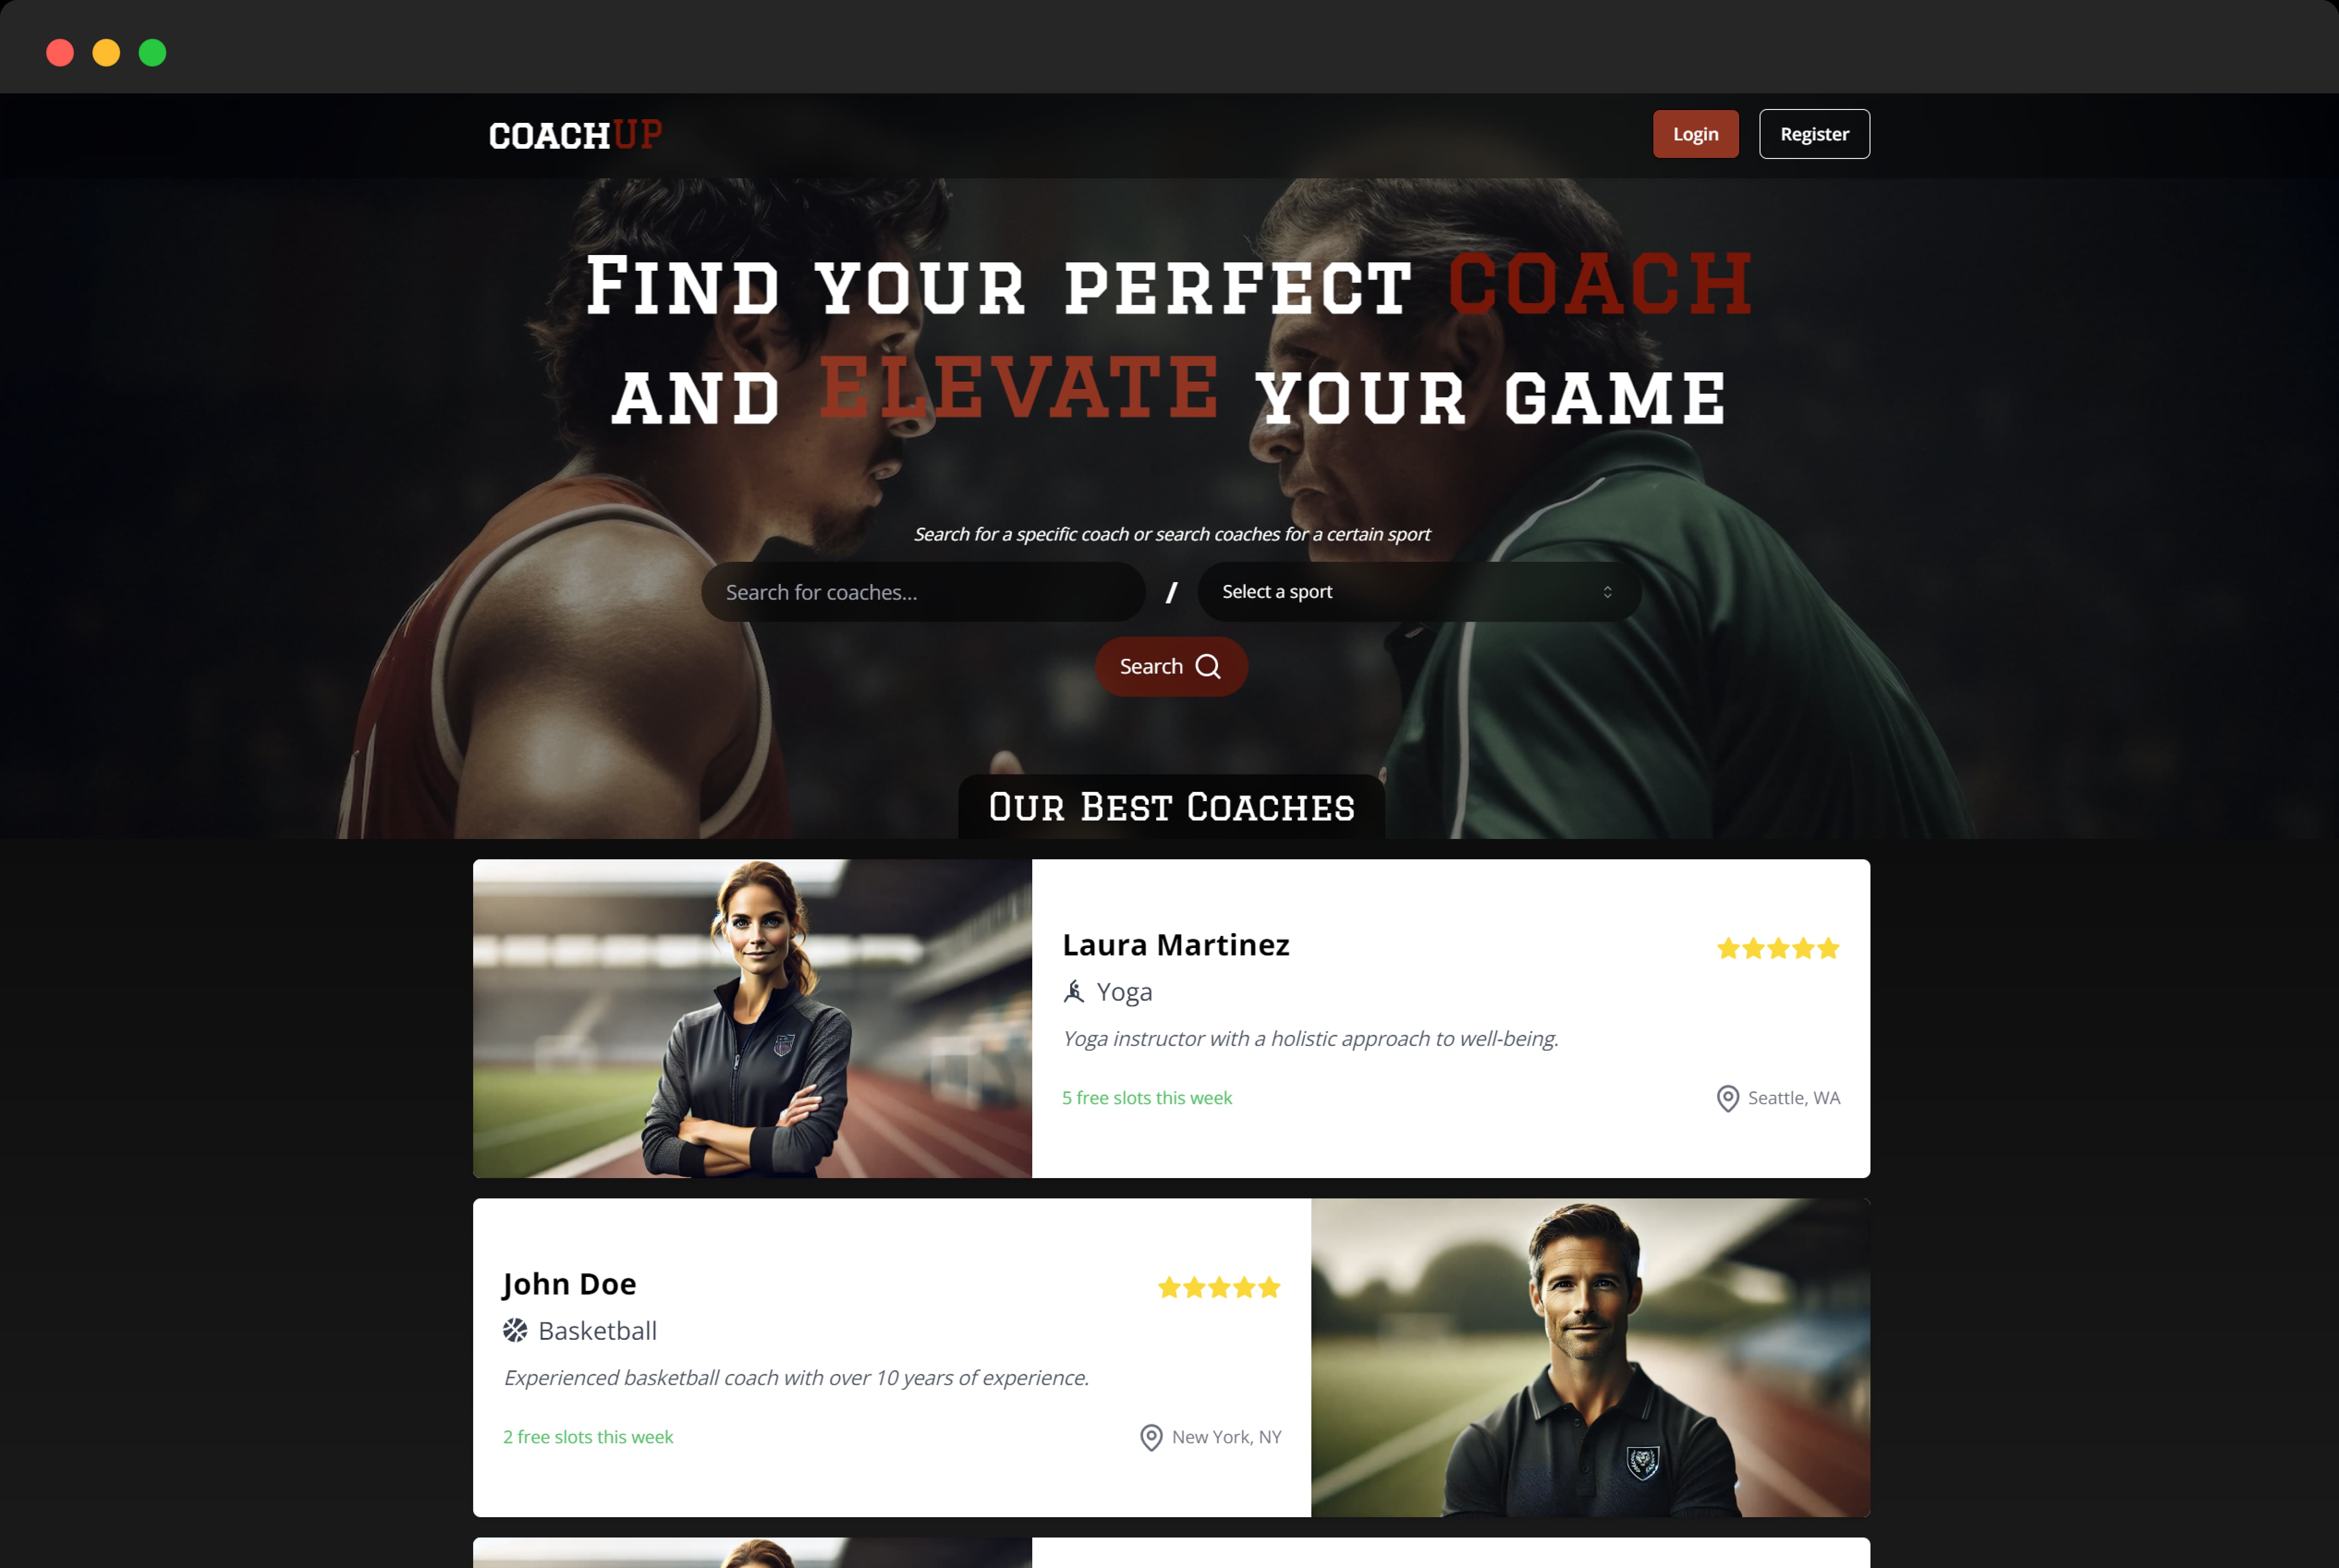 COACHUP
Login
Register
FIND YOUR PERFECT COACH
AND ELEVATE YOUR GAME
Search for a specific coach or search coaches for a certain sport
Search for coaches...
/
Select a sport
Search
OUR BEST COACHES
Laura Martinez
Yoga
Yoga instructor with a holistic approach to well-being.
5 free slots this week
Seattle, WA
John Doe
Basketball
Experienced basketball coach with over 10 years of experience.
2 free slots this week
New York, NY